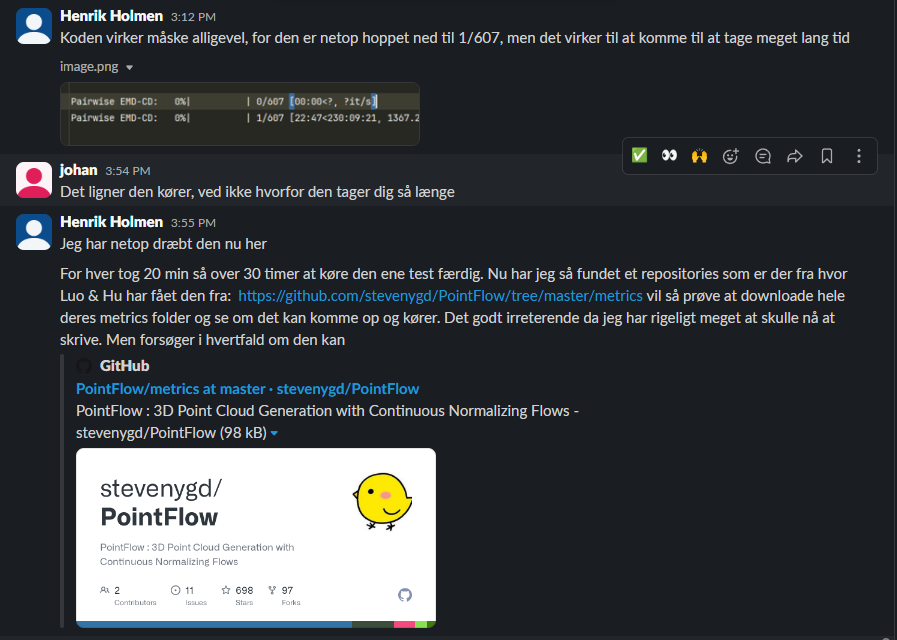 Henrik Holmen 3:12 PM
Koden virker måske alligevel, for den er netop hoppet ned til 1/607, men det virker til at komme til at tage meget lang tid
image.png
Pairwise EMD-CD: 0%| | 0/607 [00:00<?, ?it/s]
Pairwise EMD-CD: 0%| | 1/607 [22:47<230:09:21, 1367.2
johan 3:54 PM
Det ligner den kører, ved ikke hvorfor den tager dig så længe
Henrik Holmen 3:55 PM
Jeg har netop dræbt den nu her
For hver tog 20 min så over 30 timer at køre den ene test færdig. Nu har jeg så fundet et repositories som er der fra hvor
Luo & Hu har fået den fra: https://github.com/stevenygd/PointFlow/tree/master/metrics vil så prøve at downloade hele
deres metrics folder og se om det kan komme op og kører. Det godt irreterende da jeg har rigeligt meget at skulle nå at
skrive. Men forsøger i hvertfald om den kan
GitHub
PointFlow/metrics at master · stevenygd/PointFlow
PointFlow : 3D Point Cloud Generation with Continuous Normalizing Flows -
stevenygd/PointFlow (98 kB)
stevenygd/
PointFlow
PointFlow : 3D Point Cloud Generation with
Continuous Normalizing Flows
2 11 698 97
Contributors Issues Stars Forks